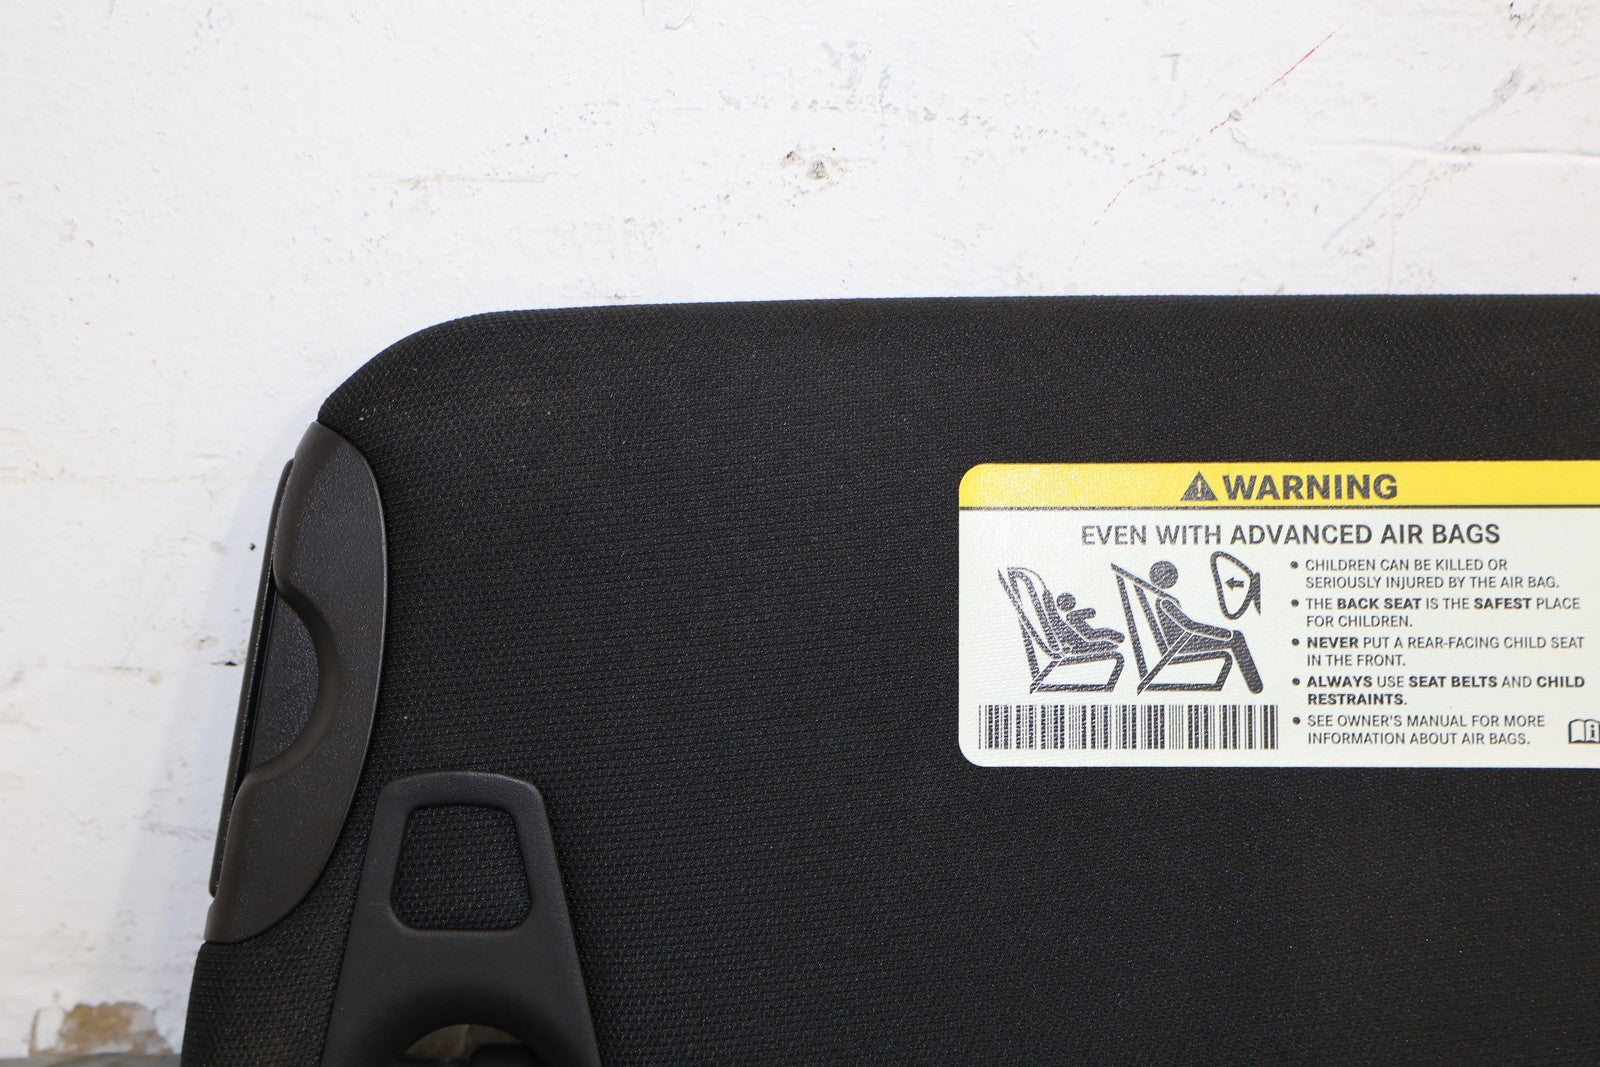 WARNING
EVEN WITH ADVANCED AIR BAGS
• CHILDREN CAN BE KILLED OR
SERIOUSLY INJURED BY THE AIR BAG.
• THE BACK SEAT IS THE SAFEST PLACE
FOR CHILDREN.
• NEVER PUT A REAR-FACING CHILD SEAT
IN THE FRONT.
• ALWAYS USE SEAT BELTS AND CHILD
RESTRAINTS.
• SEE OWNER'S MANUAL FOR MORE
INFORMATION ABOUT AIR BAGS.